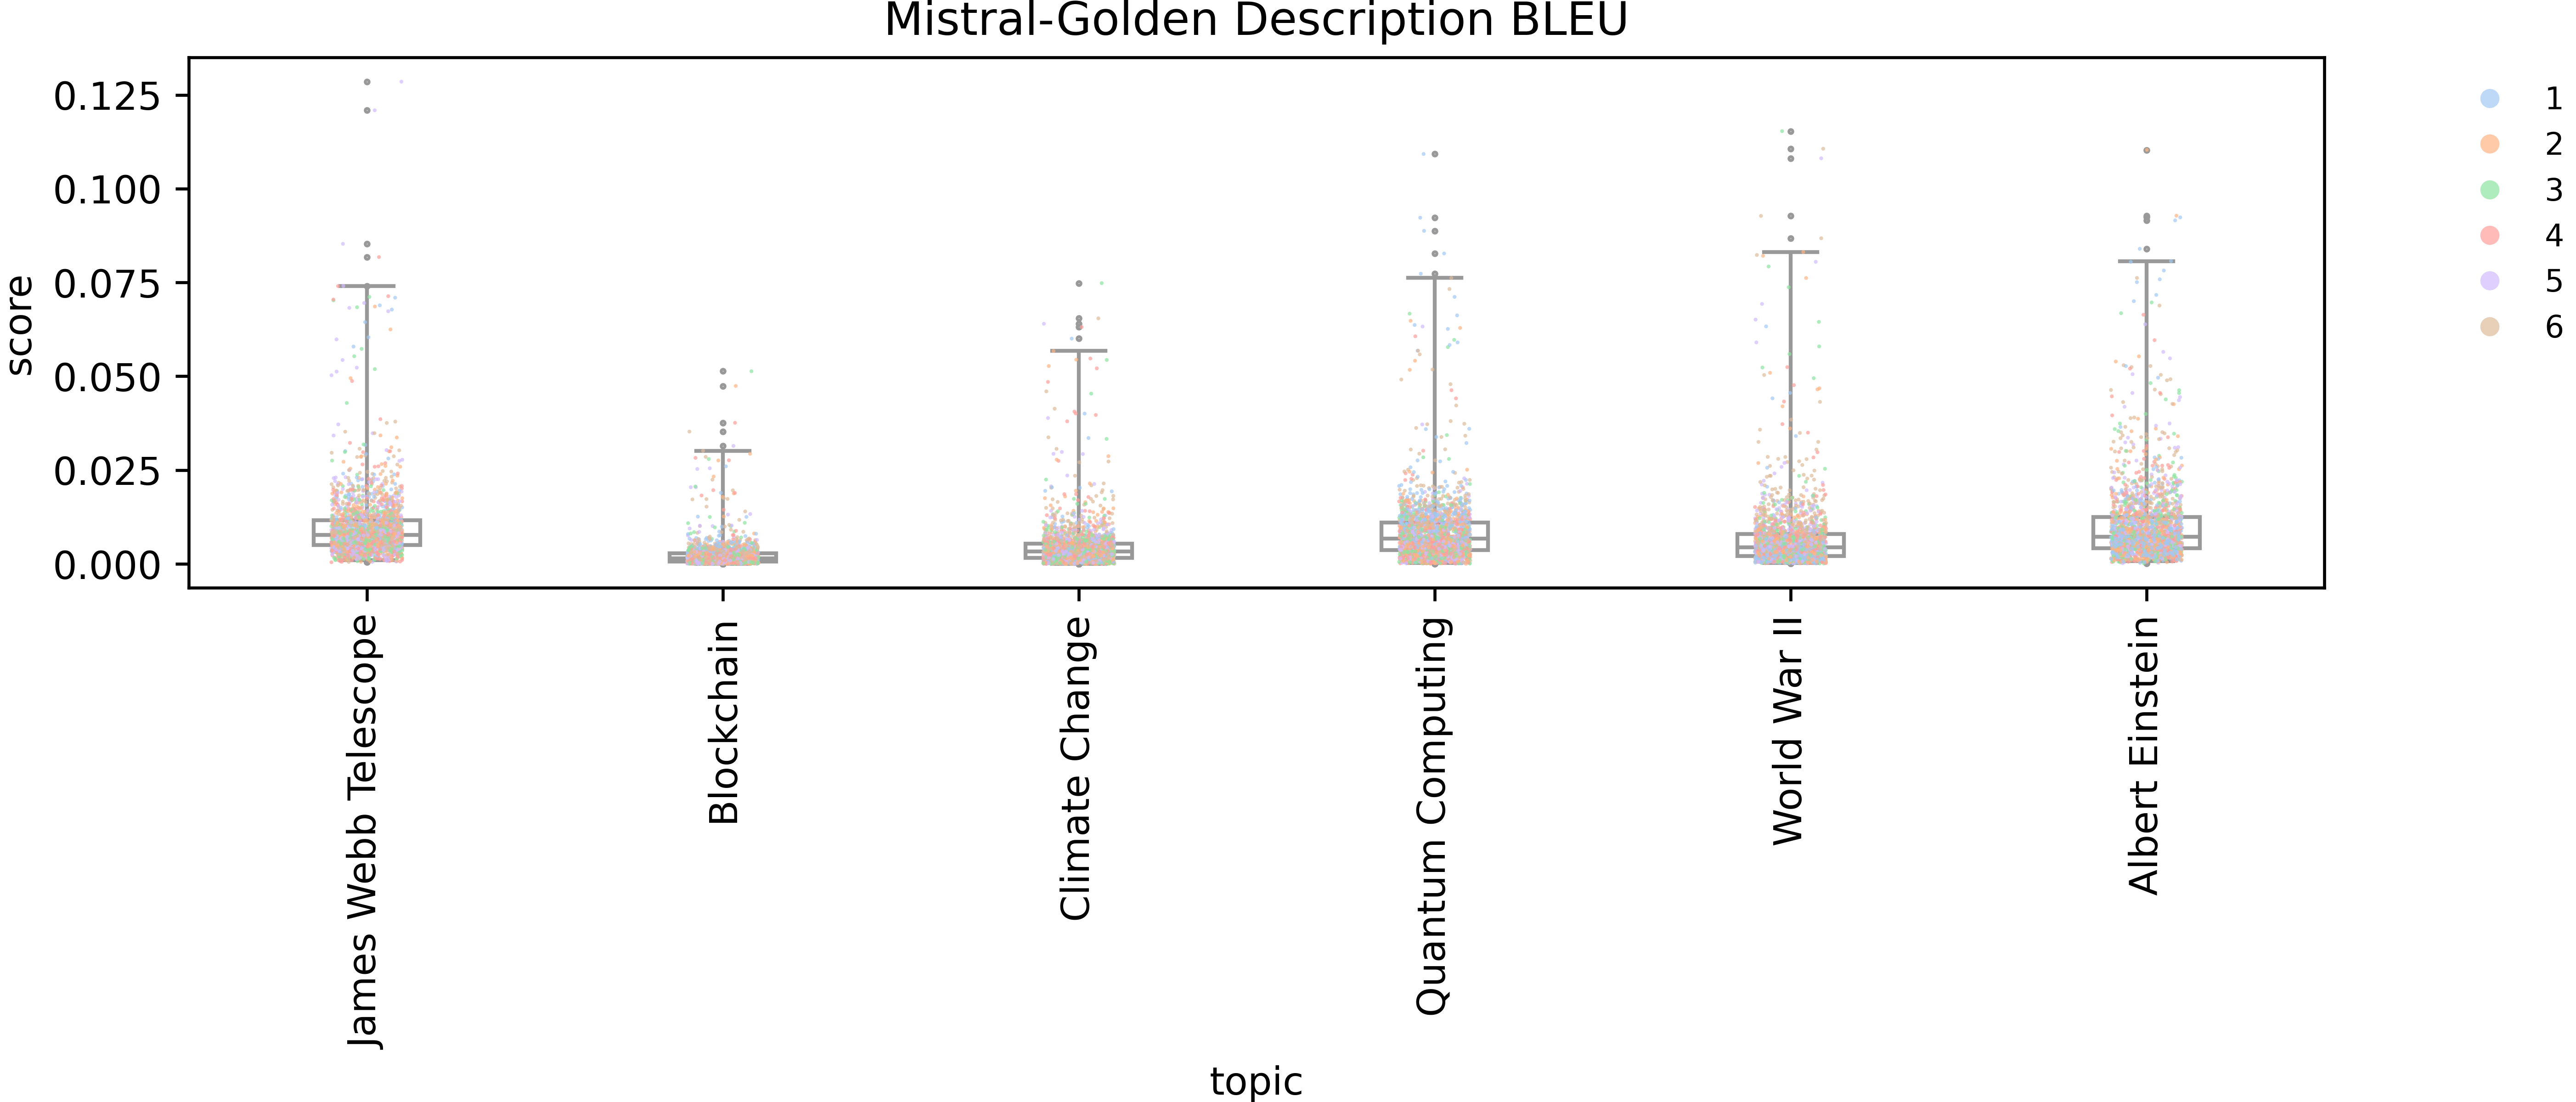 Mistral-Golden Description BLEU
score
0.125
0.100
0.075
0.050
0.025
0.000
James Webb Telescope
Blockchain
Climate Change
Quantum Computing
World War II
Albert Einstein
topic
1
2
3
4
5
6